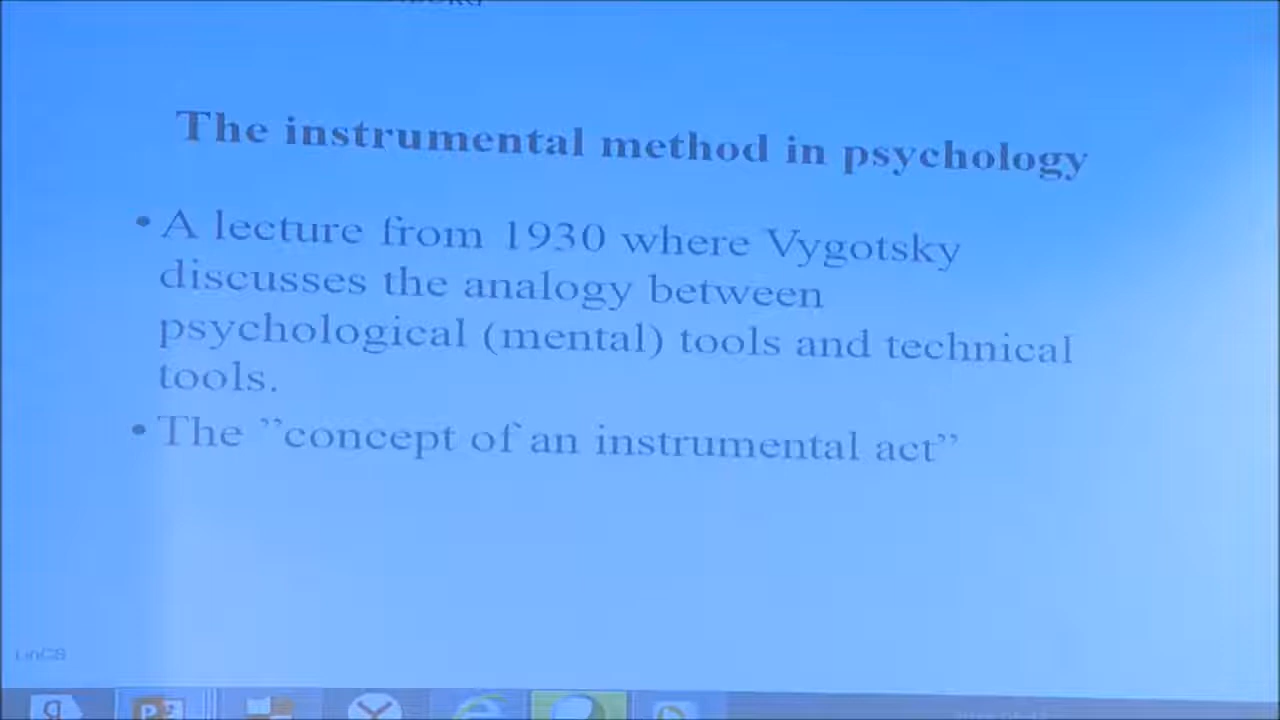 The instrumental method in psychology
• A lecture from 1930 where Vygotsky
discusses the analogy between
psychological (mental) tools and technical
tools.
• The ”concept of an instrumental act”
LinCS